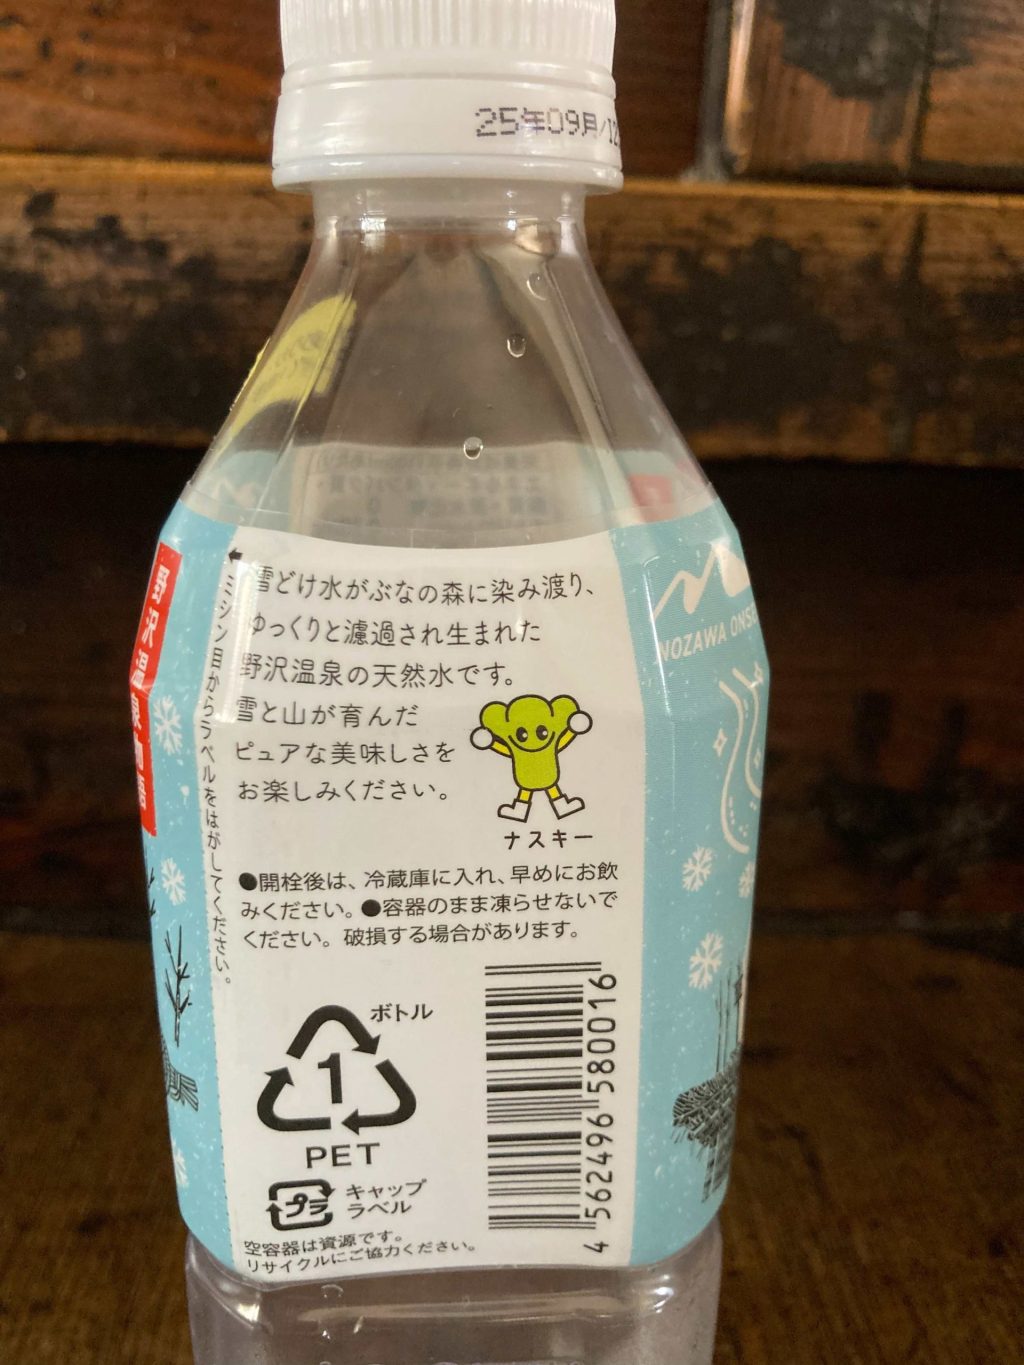 25年09月/12
雪どけ水がぶなの森に染み渡り、
ゆっくりと濾過され生まれた
野沢温泉の天然水です。
雪と山が育んだ
ピュアな美味しさを
お楽しみください。
ナスキー
ミシン目からラベルをはがしてください。
野沢温泉
NOZAWA ONSE
●開栓後は、冷蔵庫に入れ、早めにお飲
みください。●容器のまま凍らせないで
ください。破損する場合があります。
ボトル
1
PET
プラ
キャップ
ラベル
空容器は資源です。
リサイクルにご協力ください。
4 562496 580016